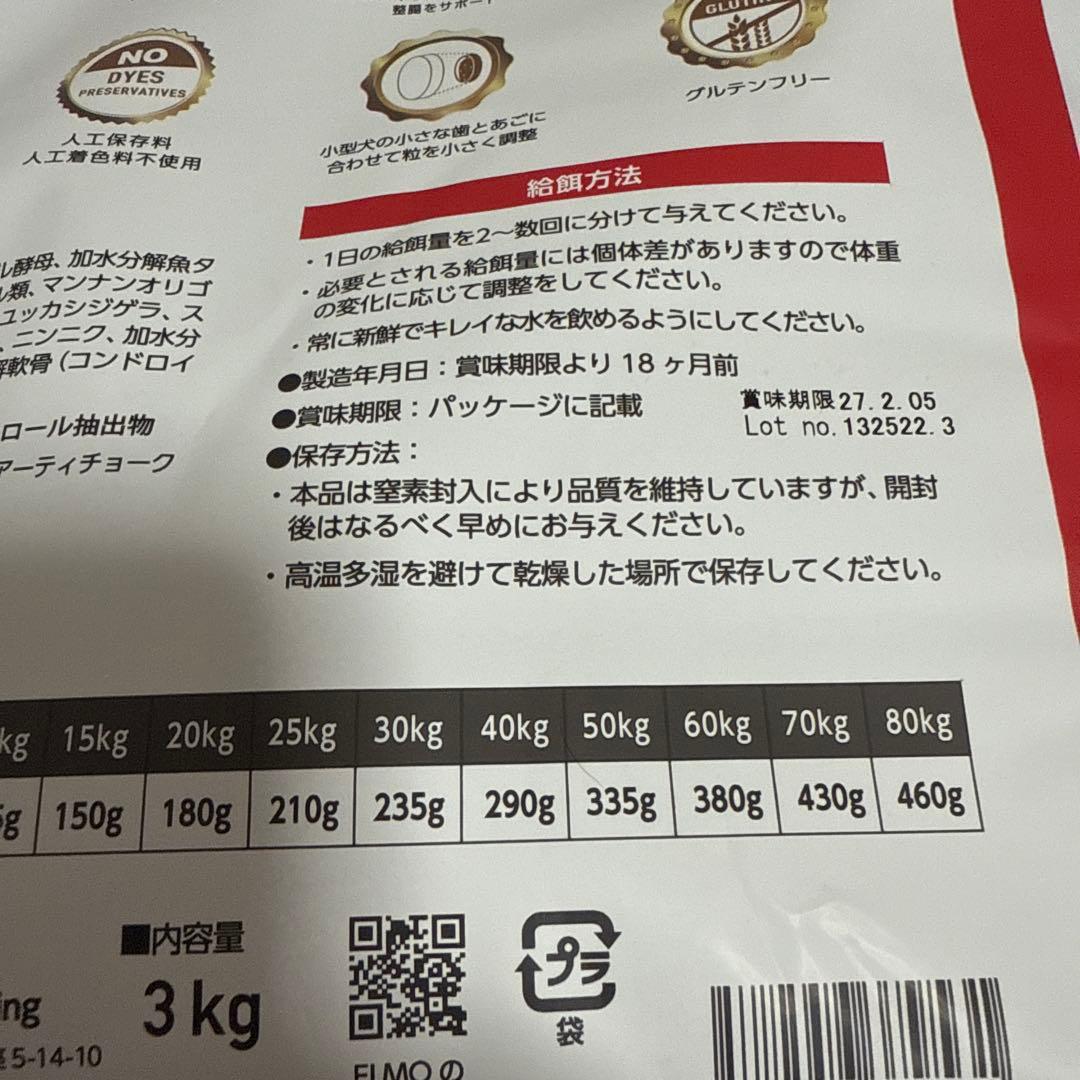 整腸をサポート
NO
DYES
PRESERVATIVES
人工保存料
人工着色料不使用
小型犬の小さな歯とあごに
合わせて粒を小さく調整
グルテンフリー
給餌方法
・1日の給餌量を2〜数回に分けて与えてください。
・必要とされる給餌量には個体差がありますので体重
の変化に応じて調整をしてください。
・常に新鮮でキレイな水を飲めるようにしてください。
●製造年月日：賞味期限より 18 ヶ月前
●賞味期限：パッケージに記載
賞味期限27.2.05
Lot no.132522.3
●保存方法：
・本品は窒素封入により品質を維持していますが、開封
後はなるべく早めにお与えください。
・高温多湿を避けて乾燥した場所で保存してください。
ル酵母、加水分解魚タ
ル類、マンナンオリゴ
ユッカシジゲラ、ス
、ニンニク、加水分
解軟骨（コンドロイ
ロール抽出物
アーティチョーク
kg 15kg 20kg 25kg 30kg 40kg 50kg 60kg 70kg 80kg
5g 150g 180g 210g 235g 290g 335g 380g 430g 460g
■内容量
3kg
ing
5-14-10
プラ
袋
ELMOの